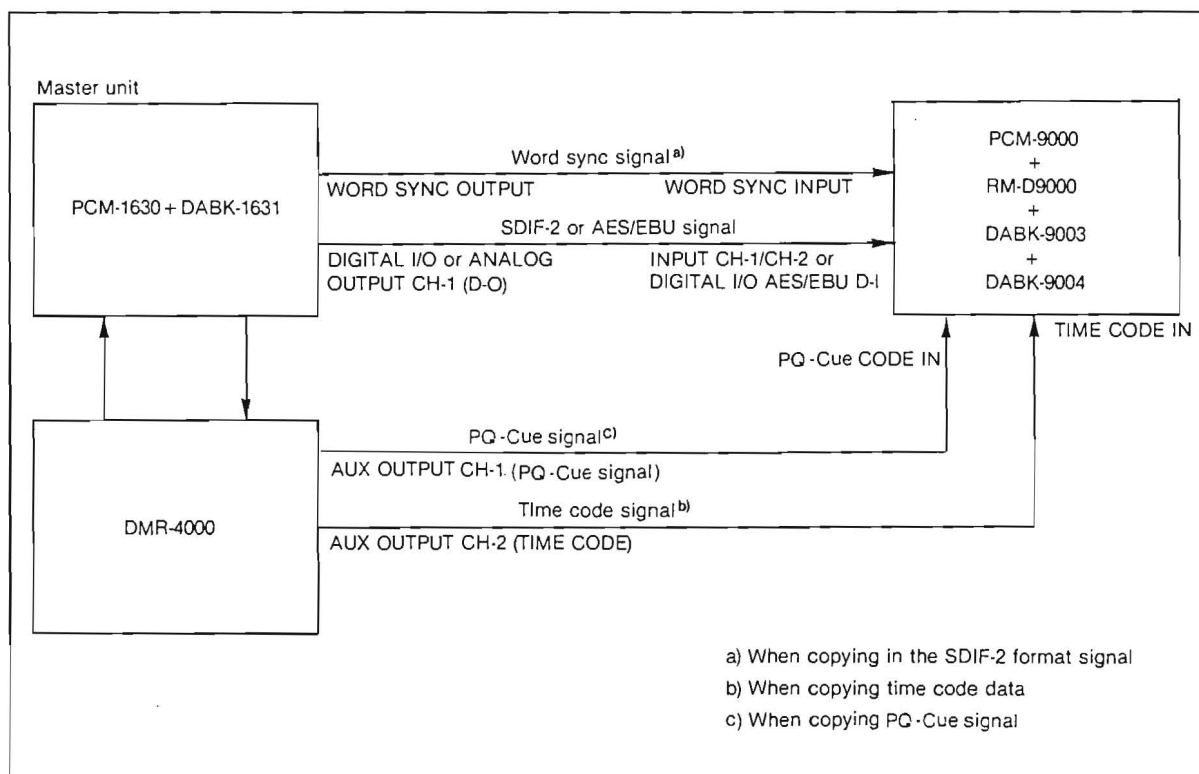 Master unit
PCM-1630 + DABK-1631
Word sync signal a)
WORD SYNC OUTPUT
WORD SYNC INPUT
SDIF-2 or AES/EBU signal
DIGITAL I/O or ANALOG
OUTPUT CH-1 (D-O)
INPUT CH-1/CH-2 or
DIGITAL I/O AES/EBU D-I
PCM-9000
+
RM-D9000
+
DABK-9003
+
DABK-9004
TIME CODE IN
PQ-Cue CODE IN
DMR-4000
PQ-Cue signal c)
AUX OUTPUT CH-1 (PQ-Cue signal)
Time code signal b)
AUX OUTPUT CH-2 (TIME CODE)
a) When copying in the SDIF-2 format signal
b) When copying time code data
c) When copying PQ-Cue signal